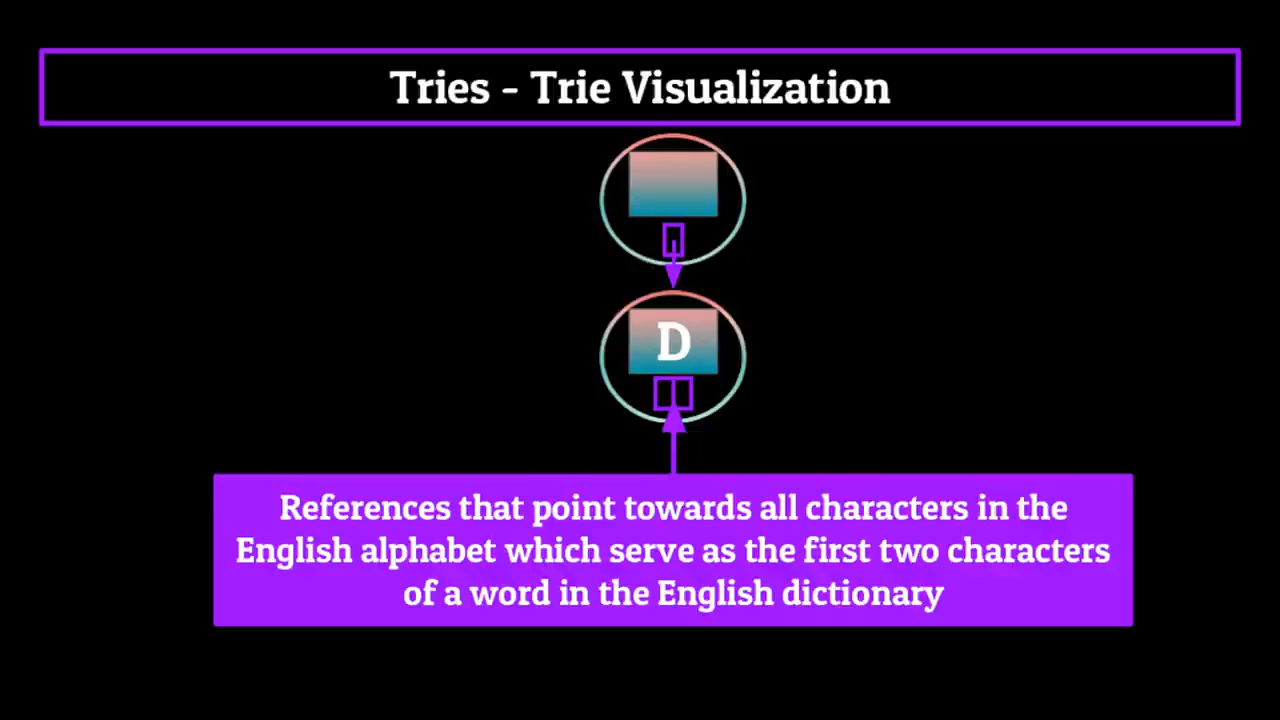 Tries - Trie Visualization
D
References that point towards all characters in the
English alphabet which serve as the first two characters
of a word in the English dictionary